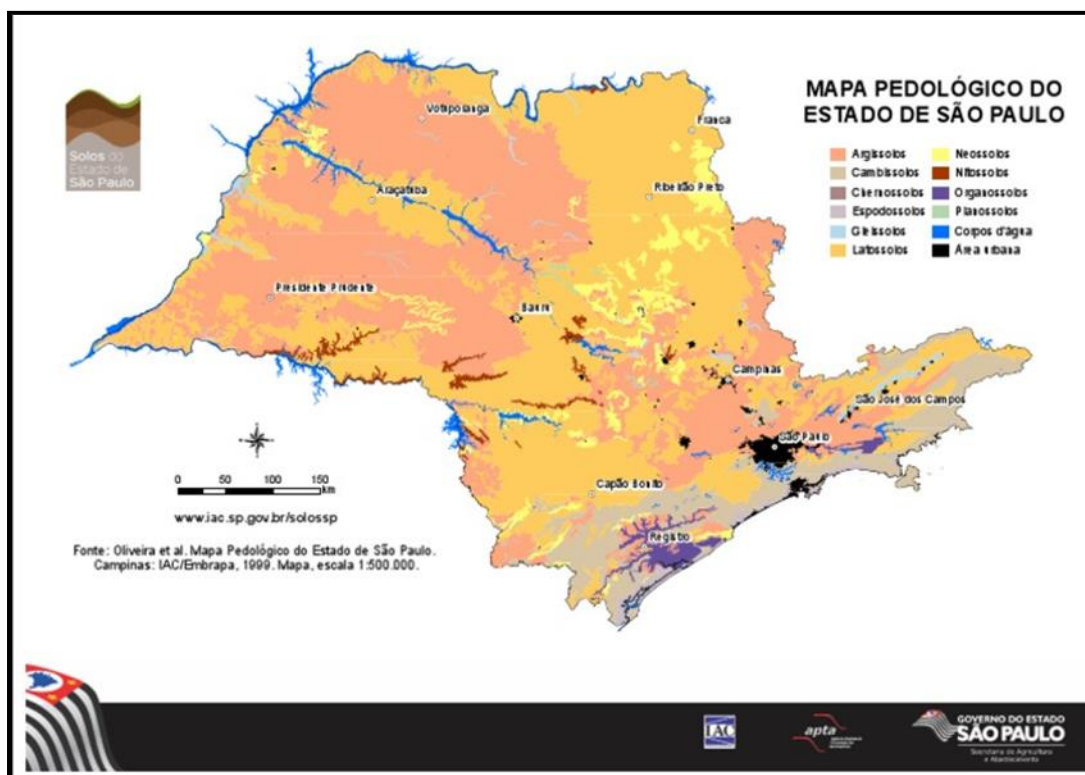 MAPA PEDOLÓGICO DO
ESTADO DE SÃO PAULO
Solos do
Estado de
São Paulo
Argissolos
Cambissolos
Chernossolos
Espodossolos
Gleissolos
Latossolos
Neossolos
Nitossolos
Organossolos
Planossolos
Corpos d'água
Área urbana
Votuporanga
Franca
Araçatuba
Ribeirão Preto
Presidente Prudente
Bauru
Campinas
São José dos Campos
São Paulo
Capão Bonito
Registro
0 50 100 150
km
www.iac.sp.gov.br/solossp
Fonte: Oliveira et al. Mapa Pedológico do Estado de São Paulo.
Campinas: IAC/Embrapa, 1999. Mapa, escala 1:500.000.
IAC
apta
GOVERNO DO ESTADO
SÃO PAULO
Secretaria de Agricultura
e Abastecimento